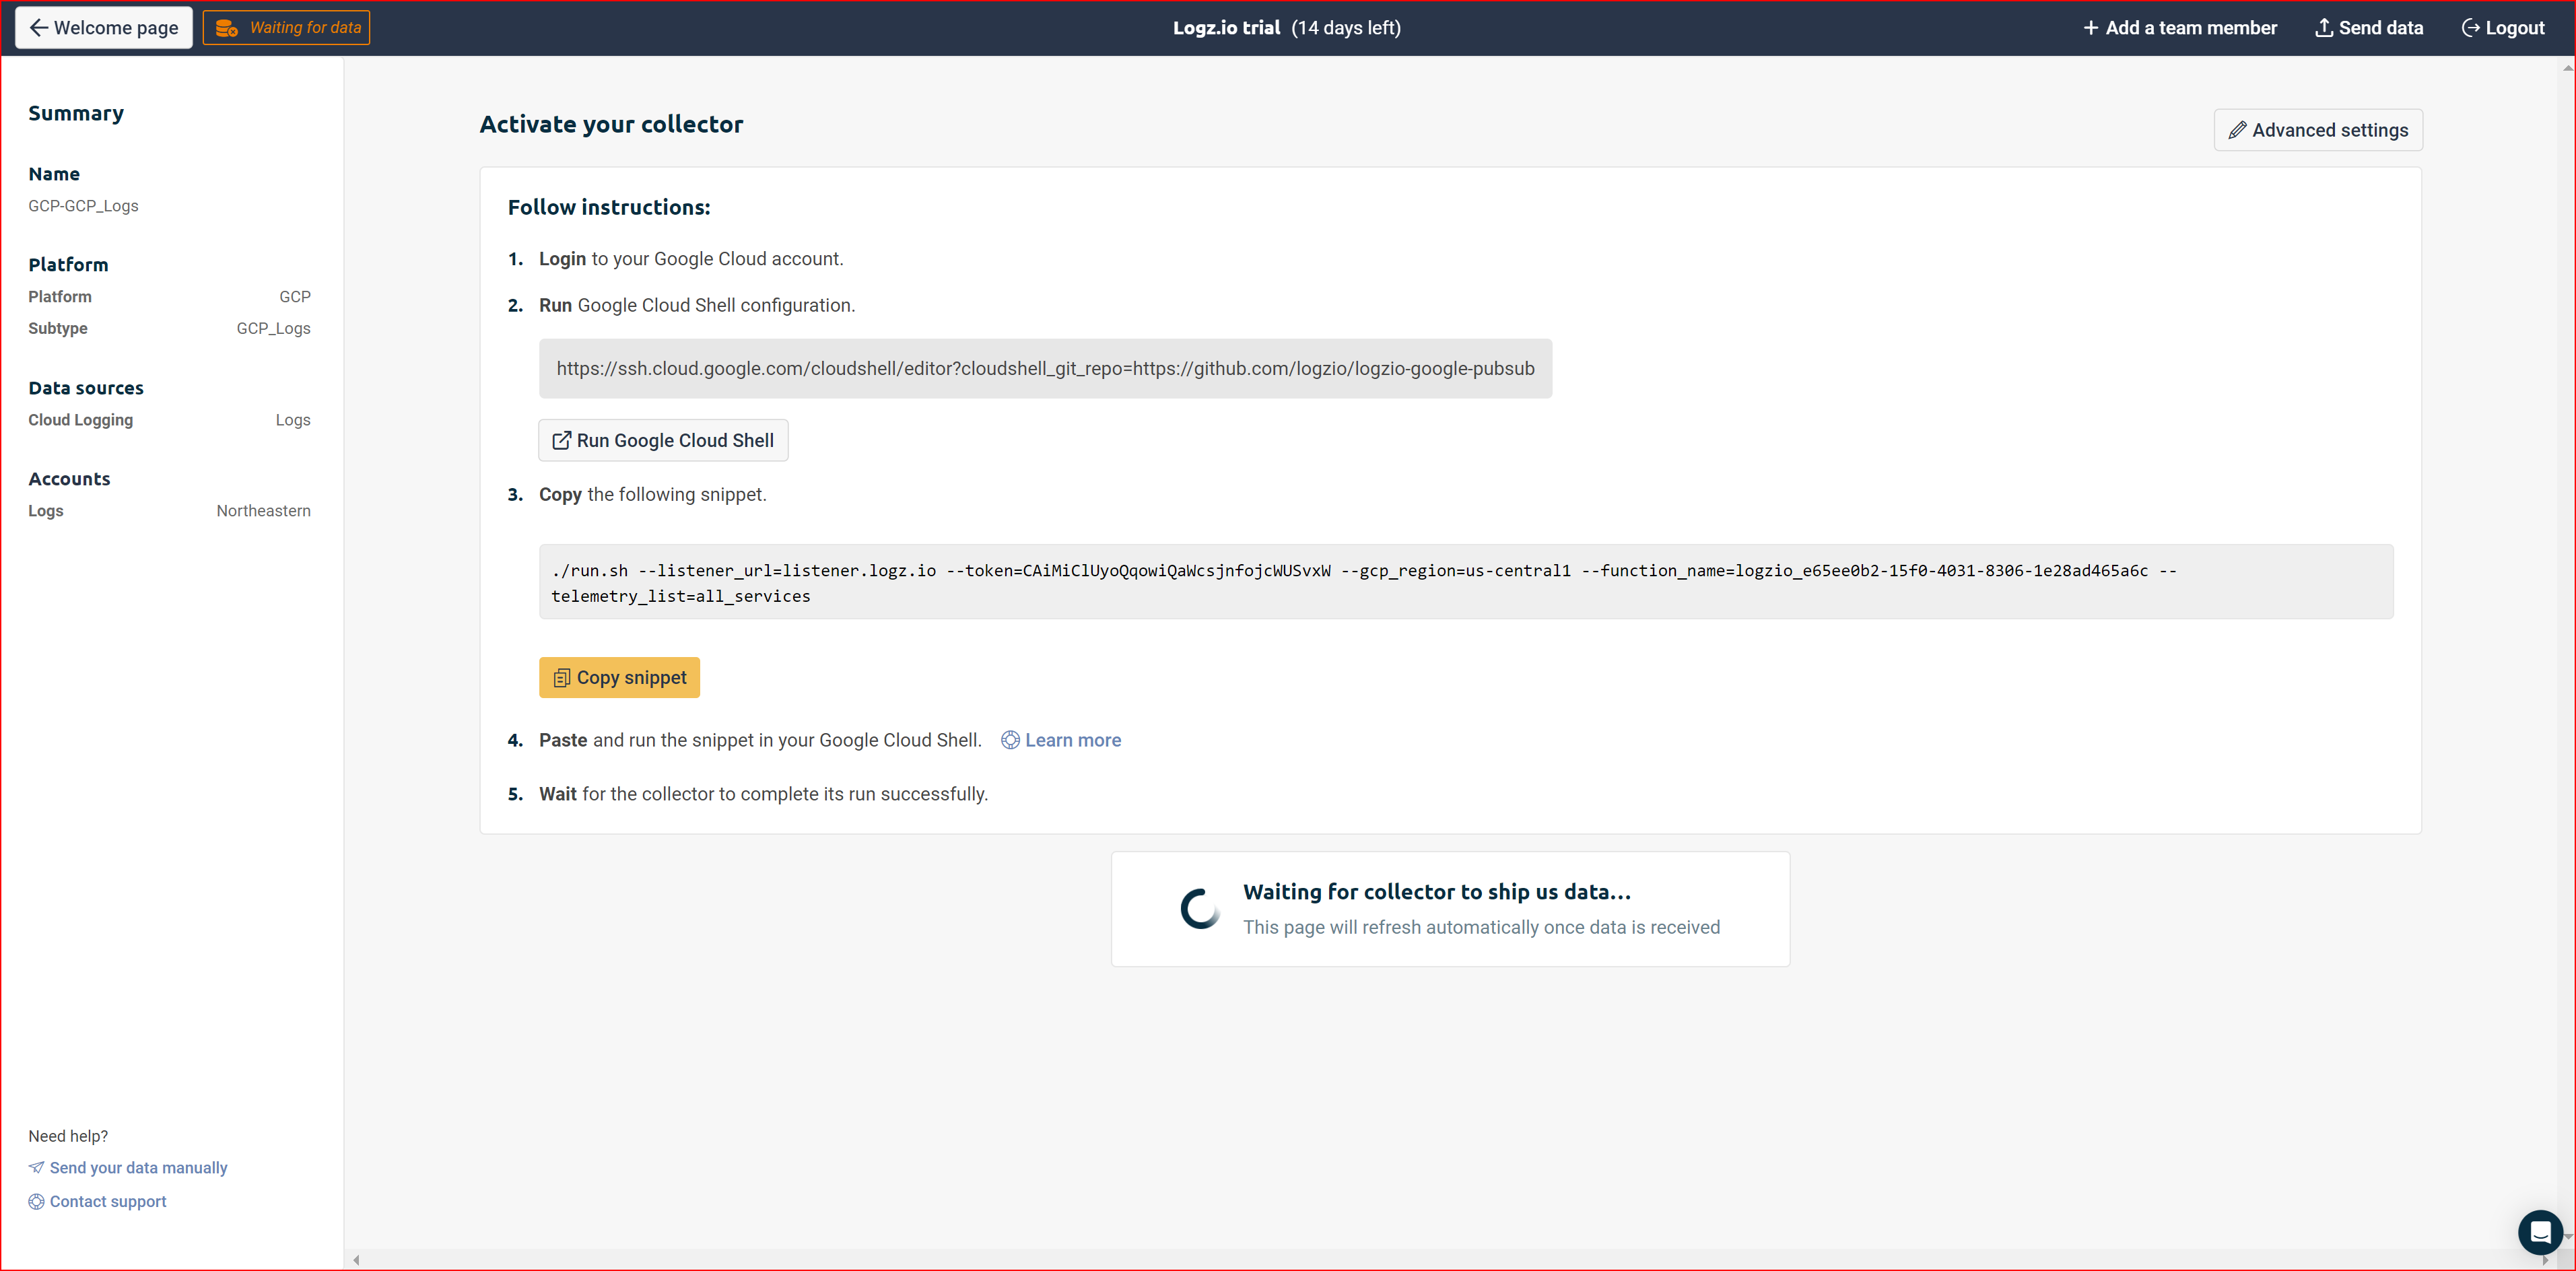 Welcome page
Waiting for data
Logz.io trial (14 days left)
Add a team member
Send data
Logout
Summary
Name
GCP-GCP_Logs
Platform
Platform GCP
Subtype GCP_Logs
Data sources
Cloud Logging Logs
Accounts
Logs Northeastern
Need help?
Send your data manually
Contact support
Activate your collector
Advanced settings
Follow instructions:
1. Login to your Google Cloud account.
2. Run Google Cloud Shell configuration.
https://ssh.cloud.google.com/cloudshell/editor?cloudshell_git_repo=https://github.com/logzio/logzio-google-pubsub
Run Google Cloud Shell
3. Copy the following snippet.
./run.sh --listener_url=listener.logz.io --token=CAiMiClUyoQqowiQaWcsjnfojcWUSvxW --gcp_region=us-central1 --function_name=logzio_e65ee0b2-15f0-4031-8306-1e28ad465a6c --
telemetry_list=all_services
Copy snippet
4. Paste and run the snippet in your Google Cloud Shell. Learn more
5. Wait for the collector to complete its run successfully.
Waiting for collector to ship us data...
This page will refresh automatically once data is received